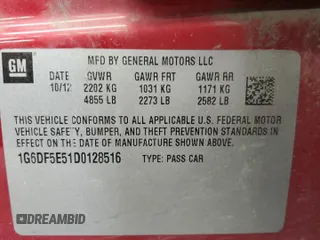 GM
MFD BY GENERAL MOTORS LLC
DATE GVWR GAWR FRT GAWR RR
10/12 2202 KG 1031 KG 1171 KG
4855 LB 2273 LB 2582 LB
THIS VEHICLE CONFORMS TO ALL APPLICABLE U.S. FEDERAL MOTOR
VEHICLE SAFETY, BUMPER, AND THEFT PREVENTION STANDARDS IN
EFFECT ON THE DATE OF MANUFACTURE SHOWN ABOVE.
1G6DF5E51D0128516 TYPE: PASS CAR
DREAMBID